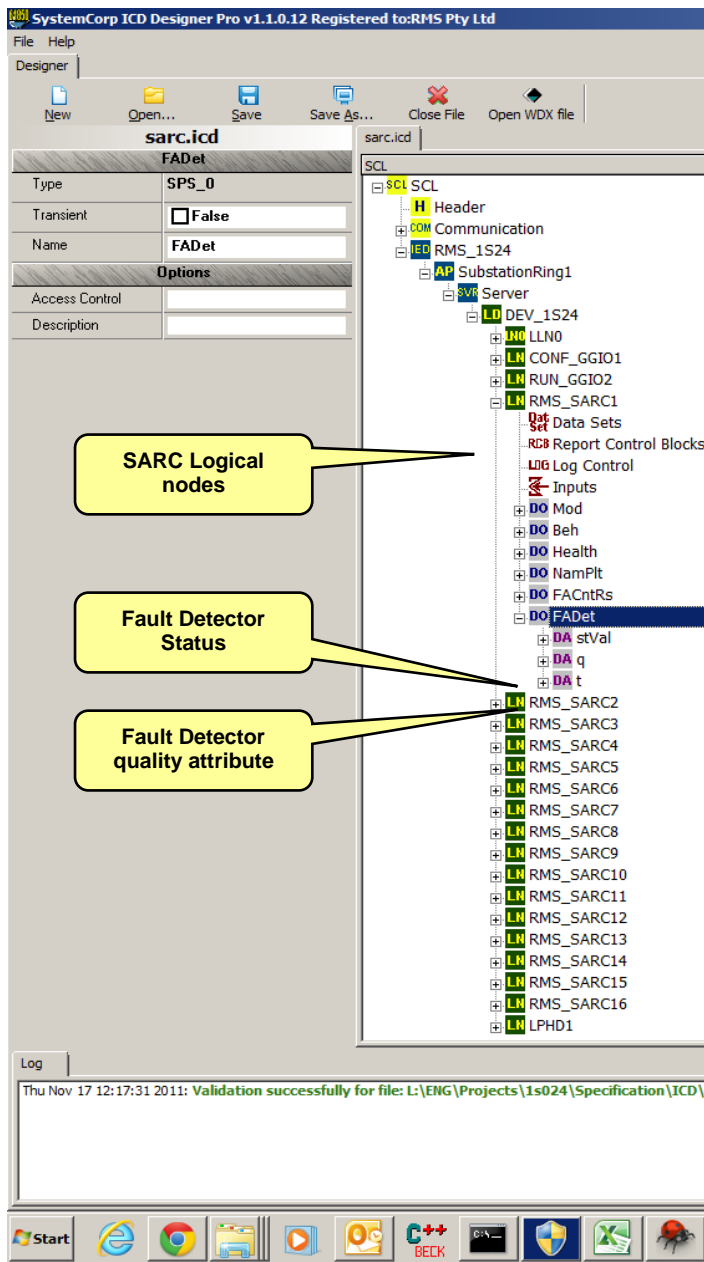 SystemCorp ICD Designer Pro v1.1.0.12 Registered to:RMS Pty Ltd
File Help
Designer
New Open... Save Save As... Close File Open WDX file
sarc.icd
FADet
Type SPS_0
Transient False
Name FADet
Options
Access Control
Description
sarc.icd
SCL
SCL SCL
H Header
COM Communication
IED RMS_1S24
AP SubstationRing1
SVR Server
LD DEV_1S24
LN0 LLN0
LN CONF_GGIO1
LN RUN_GGIO2
LN RMS_SARC1
Dat Set Data Sets
RCB Report Control Blocks
LOG Log Control
Inputs
DO Mod
DO Beh
DO Health
DO NamPlt
DO FACntRs
DO FADet
DA stVal
DA q
DA t
LN RMS_SARC2
LN RMS_SARC3
LN RMS_SARC4
LN RMS_SARC5
LN RMS_SARC6
LN RMS_SARC7
LN RMS_SARC8
LN RMS_SARC9
LN RMS_SARC10
LN RMS_SARC11
LN RMS_SARC12
LN RMS_SARC13
LN RMS_SARC14
LN RMS_SARC15
LN RMS_SARC16
LN LPHD1
SARC Logical
nodes
Fault Detector
Status
Fault Detector
quality attribute
Log
Thu Nov 17 12:17:31 2011: Validation successfully for file: L:\ENG\Projects\1s024\Specification\ICD\
Start
C++
BECK
C:\